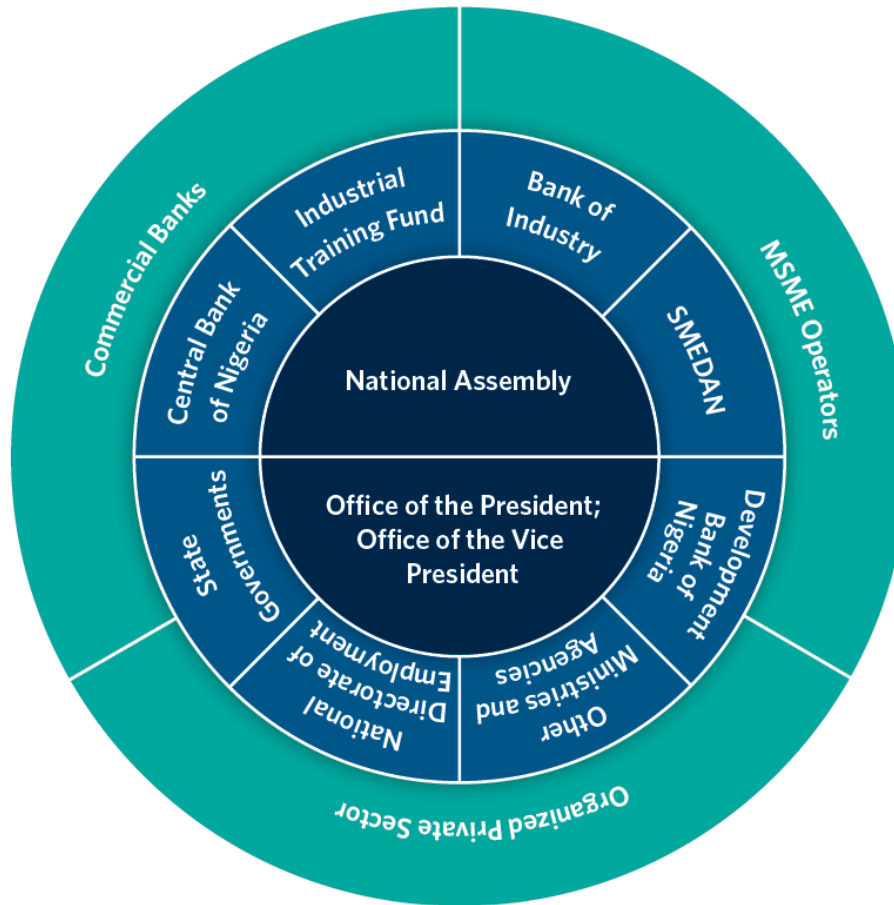 Commercial Banks
MSME Operators
Organized Private Sector
Industrial
Training Fund
Bank of
Industry
SMEDAN
Development
Bank of
Nigeria
Other
Ministries and
Agencies
National
Directorate of
Employment
State
Governments
Central Bank
of Nigeria
National Assembly
Office of the President;
Office of the Vice
President